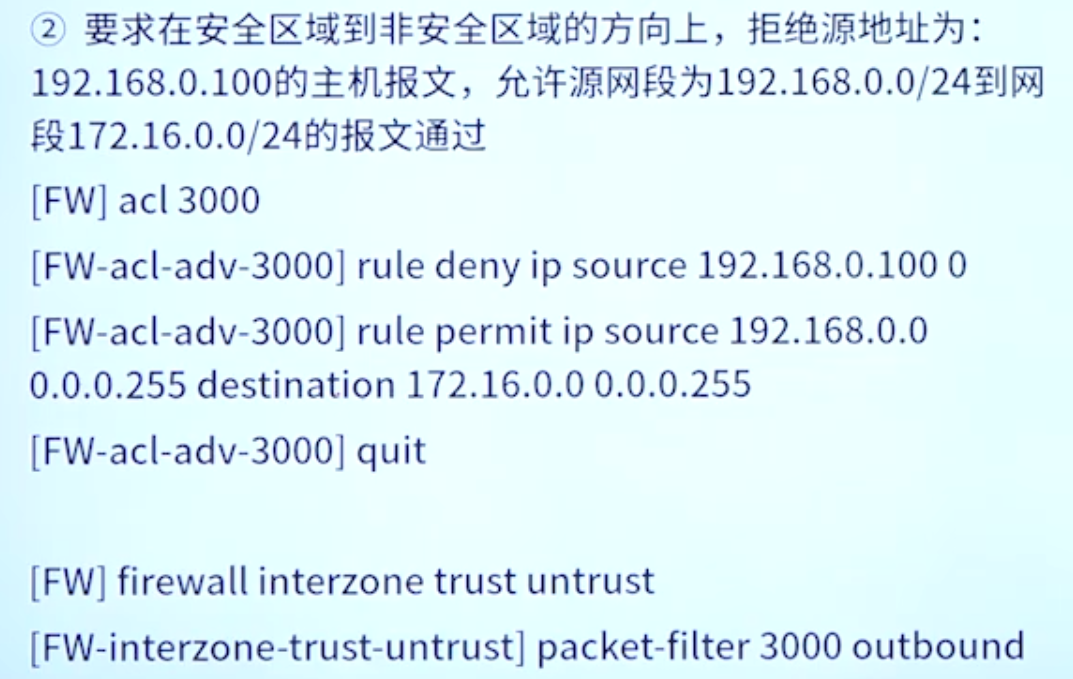 ② 要求在安全区域到非安全区域的方向上，拒绝源地址为：
192.168.0.100的主机报文，允许源网段为192.168.0.0/24到网
段172.16.0.0/24的报文通过
[FW] acl 3000
[FW-acl-adv-3000] rule deny ip source 192.168.0.100 0
[FW-acl-adv-3000] rule permit ip source 192.168.0.0
0.0.0.255 destination 172.16.0.0 0.0.0.255
[FW-acl-adv-3000] quit
[FW] firewall interzone trust untrust
[FW-interzone-trust-untrust] packet-filter 3000 outbound